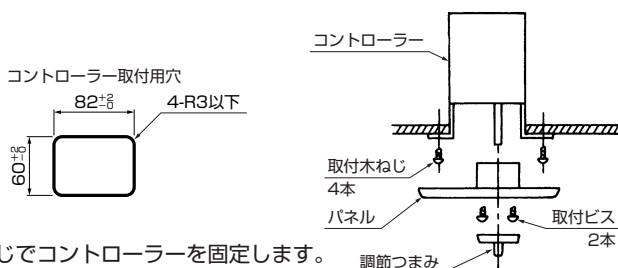 コントローラー取付用穴
82 +2 -0
4-R3以下
60 +2 -0
じでコントローラーを固定します。
コントローラー
取付木ねじ
4本
パネル
取付ビス
2本
調節つまみ